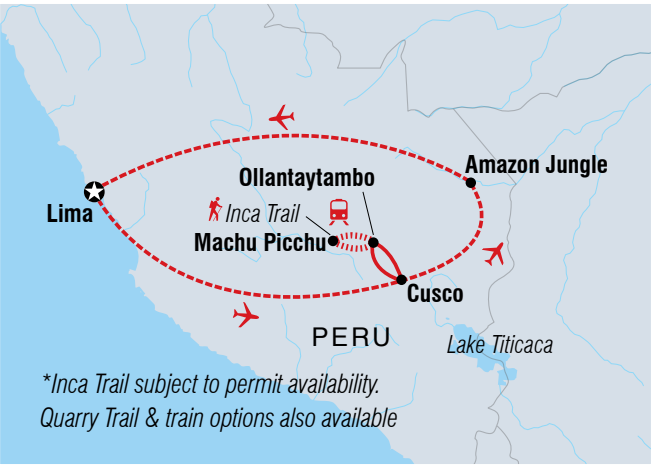 Amazon Jungle
Ollantaytambo
Lima
Inca Trail
Machu Picchu
Cusco
PERU
Lake Titicaca
*Inca Trail subject to permit availability.
Quarry Trail & train options also available